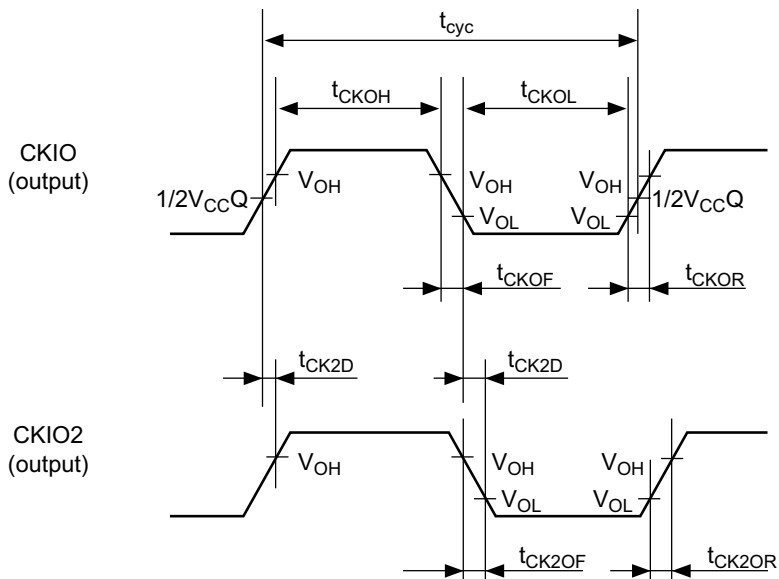 tcyc
tCKOH
tCKOL
CKIO
(output)
1/2VCCQ
VOH
VOH
VOL
VOH
VOL
1/2VCCQ
tCKOF
tCKOR
tCK2D
tCK2D
CKIO2
(output)
VOH
VOH
VOL
VOH
VOL
tCK2OF
tCK2OR